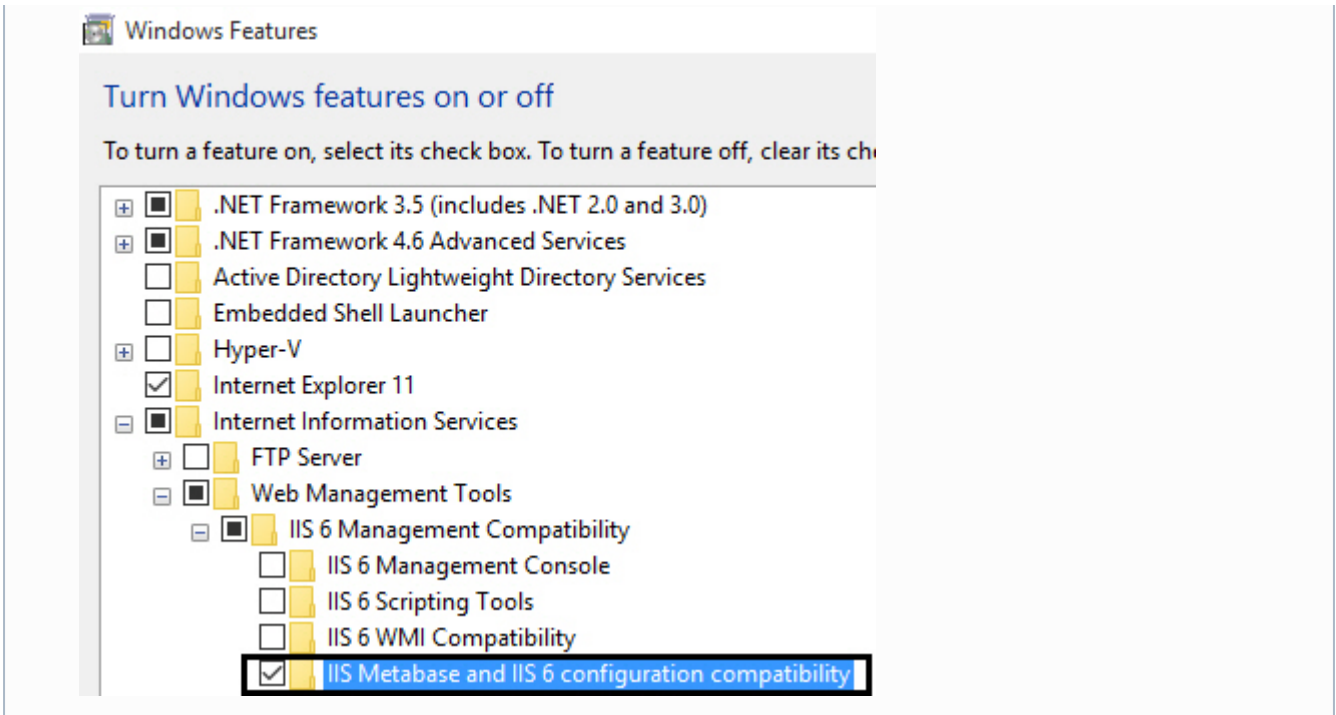 Windows Features
Turn Windows features on or off
To turn a feature on, select its check box. To turn a feature off, clear its
.NET Framework 3.5 (includes .NET 2.0 and 3.0)
.NET Framework 4.6 Advanced Services
Active Directory Lightweight Directory Services
Embedded Shell Launcher
Hyper-V
Internet Explorer 11
Internet Information Services
FTP Server
Web Management Tools
IIS 6 Management Compatibility
IIS 6 Management Console
IIS 6 Scripting Tools
IIS 6 WMI Compatibility
IIS Metabase and IIS 6 configuration compatibility